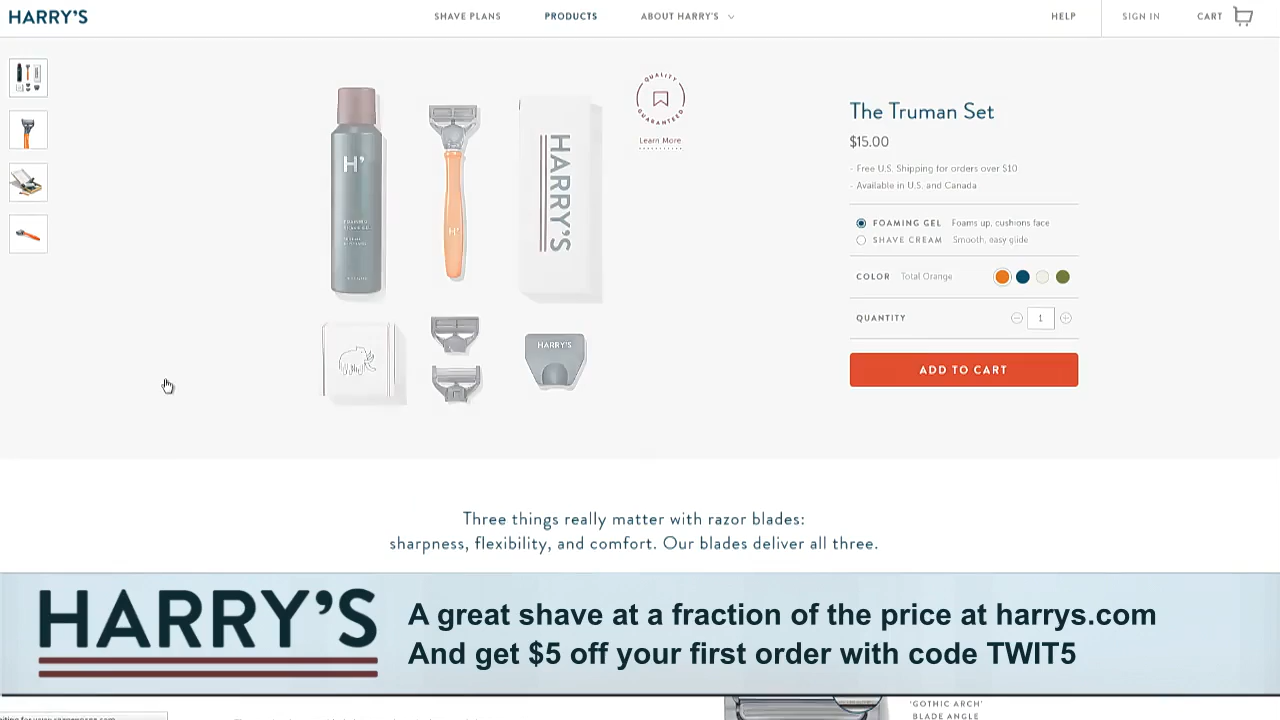 HARRY'S
SHAVE PLANS
PRODUCTS
ABOUT HARRY'S
HELP
SIGN IN
CART
QUALITY
GUARANTEED
Learn More
H'
H'
HARRY'S
HARRY'S
The Truman Set
$15.00
- Free U.S. Shipping for orders over $10
- Available in U.S. and Canada
FOAMING GEL Foams up, cushions face
SHAVE CREAM Smooth, easy glide
COLOR Total Orange
QUANTITY 1
ADD TO CART
Three things really matter with razor blades:
sharpness, flexibility, and comfort. Our blades deliver all three.
HARRY'S
A great shave at a fraction of the price at harrys.com
And get $5 off your first order with code TWIT5
'GOTHIC ARCH'
BLADE ANGLE